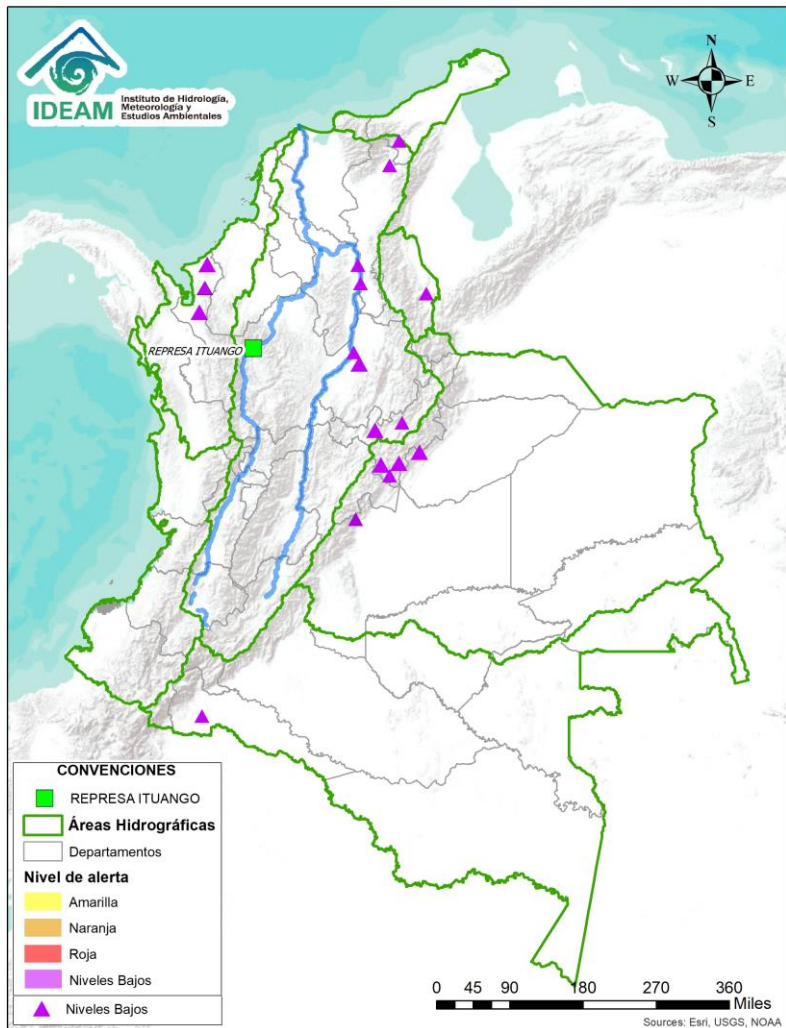 IDEAM
Instituto de Hidrología,
Meteorología y
Estudios Ambientales
N
W E
S
REPRESA ITUANGO
CONVENCIONES
REPRESA ITUANGO
Áreas Hidrográficas
Departamentos
Nivel de alerta
Amarilla
Naranja
Roja
Niveles Bajos
Niveles Bajos
0 45 90 180 270 360
Miles
Sources: Esri, USGS, NOAA